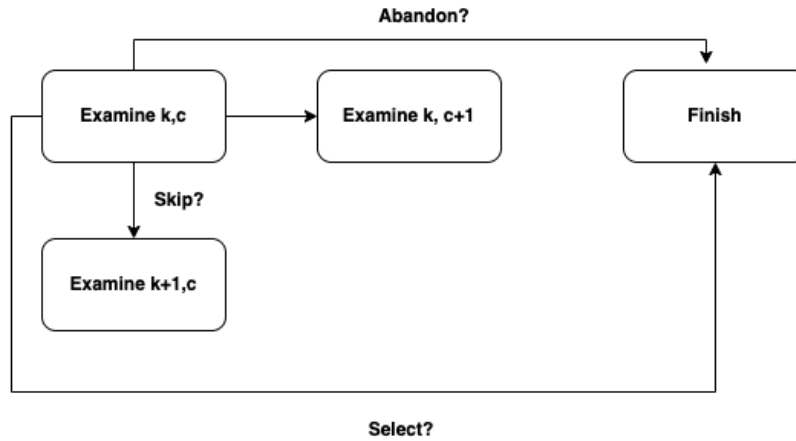 Abandon?
Examine k,c
Examine k, c+1
Finish
Skip?
Examine k+1,c
Select?